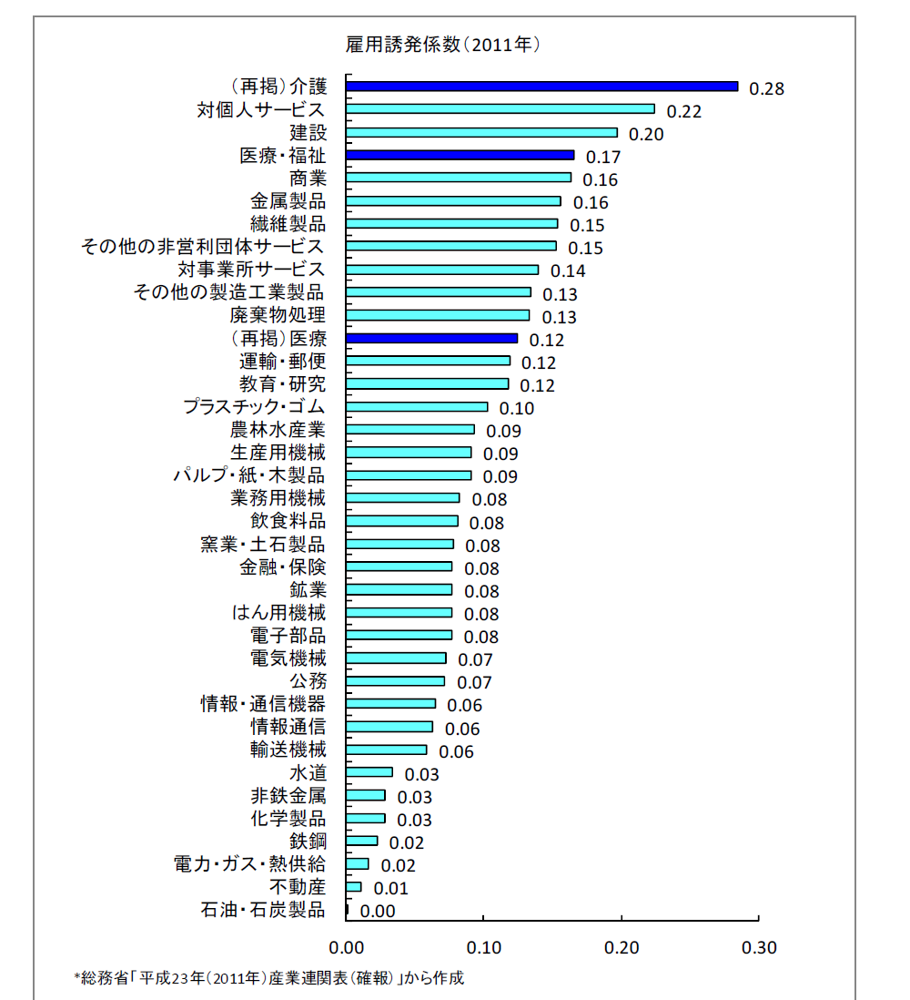 雇用誘発係数（2011年）
（再掲）介護 0.28
対個人サービス 0.22
建設 0.20
医療・福祉 0.17
商業 0.16
金属製品 0.16
繊維製品 0.15
その他の非営利団体サービス 0.15
対事業所サービス 0.14
その他の製造工業製品 0.13
廃棄物処理 0.13
（再掲）医療 0.12
運輸・郵便 0.12
教育・研究 0.12
プラスチック・ゴム 0.10
農林水産業 0.09
生産用機械 0.09
パルプ・紙・木製品 0.09
業務用機械 0.08
飲食料品 0.08
窯業・土石製品 0.08
金融・保険 0.08
鉱業 0.08
はん用機械 0.08
電子部品 0.08
電気機械 0.07
公務 0.07
情報・通信機器 0.06
情報通信 0.06
輸送機械 0.06
水道 0.03
非鉄金属 0.03
化学製品 0.03
鉄鋼 0.02
電力・ガス・熱供給 0.02
不動産 0.01
石油・石炭製品 0.00
0.00 0.10 0.20 0.30
*総務省「平成23年（2011年）産業連関表（確報）」から作成